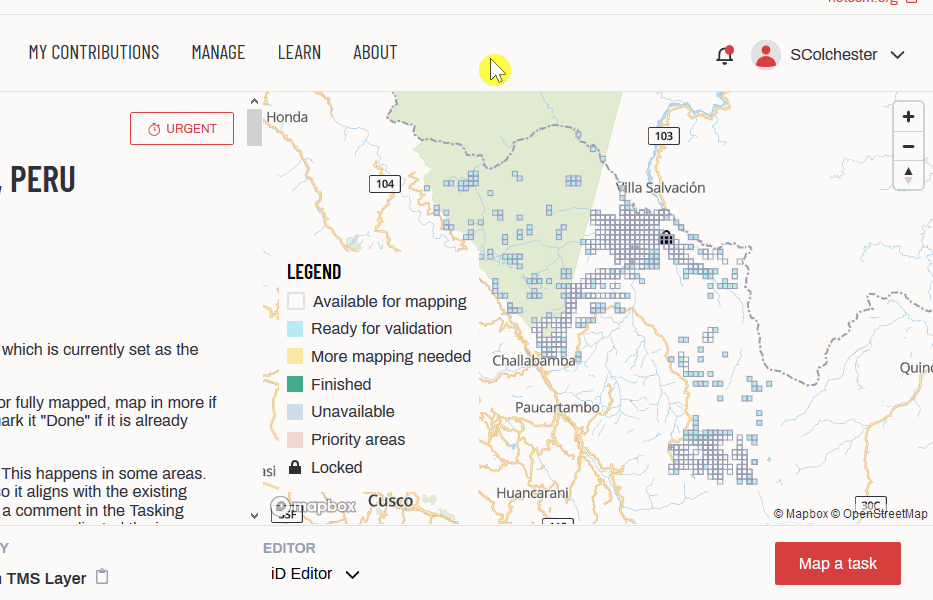 MY CONTRIBUTIONS MANAGE LEARN ABOUT
SColchester
URGENT
, PERU
which is currently set as the
or fully mapped, map in more if
mark it "Done" if it is already
This happens in some areas.
so it aligns with the existing
a comment in the Tasking
Honda
103
104
Villa Salvación
LEGEND
Available for mapping
Ready for validation
More mapping needed
Finished
Unavailable
Priority areas
Locked
Challabamba
Paucartambo
Huancarani
Cusco
mapbox
30C
© Mapbox © OpenStreetMap
EDITOR
TMS Layer
iD Editor
Map a task